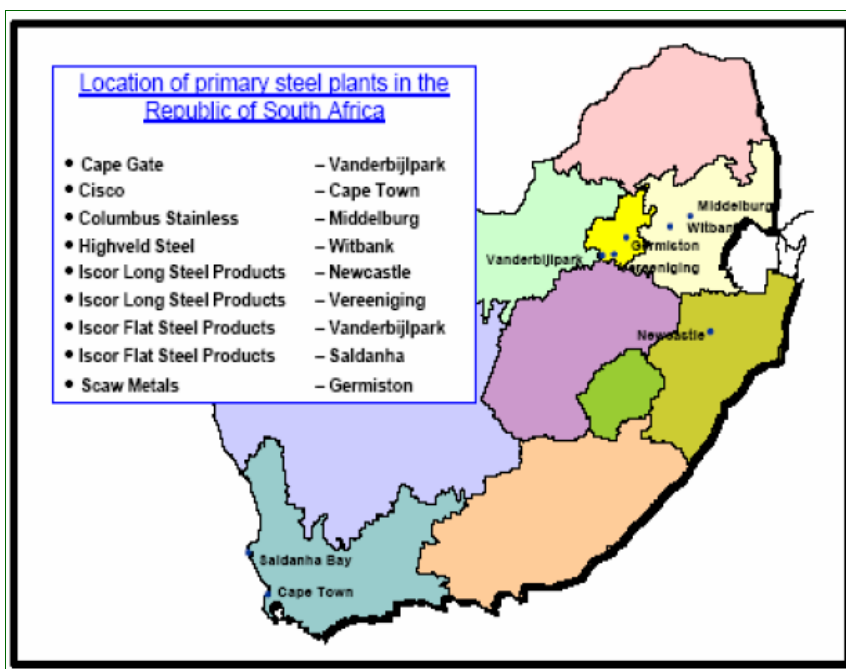 Location of primary steel plants in the
Republic of South Africa
• Cape Gate – Vanderbijlpark
• Cisco – Cape Town
• Columbus Stainless – Middelburg
• Highveld Steel – Witbank
• Iscor Long Steel Products – Newcastle
• Iscor Long Steel Products – Vereeniging
• Iscor Flat Steel Products – Vanderbijlpark
• Iscor Flat Steel Products – Saldanha
• Scaw Metals – Germiston
Middelburg
Witbank
Germiston
Vanderbijlpark
Vereeniging
Newcastle
Saldanha Bay
Cape Town